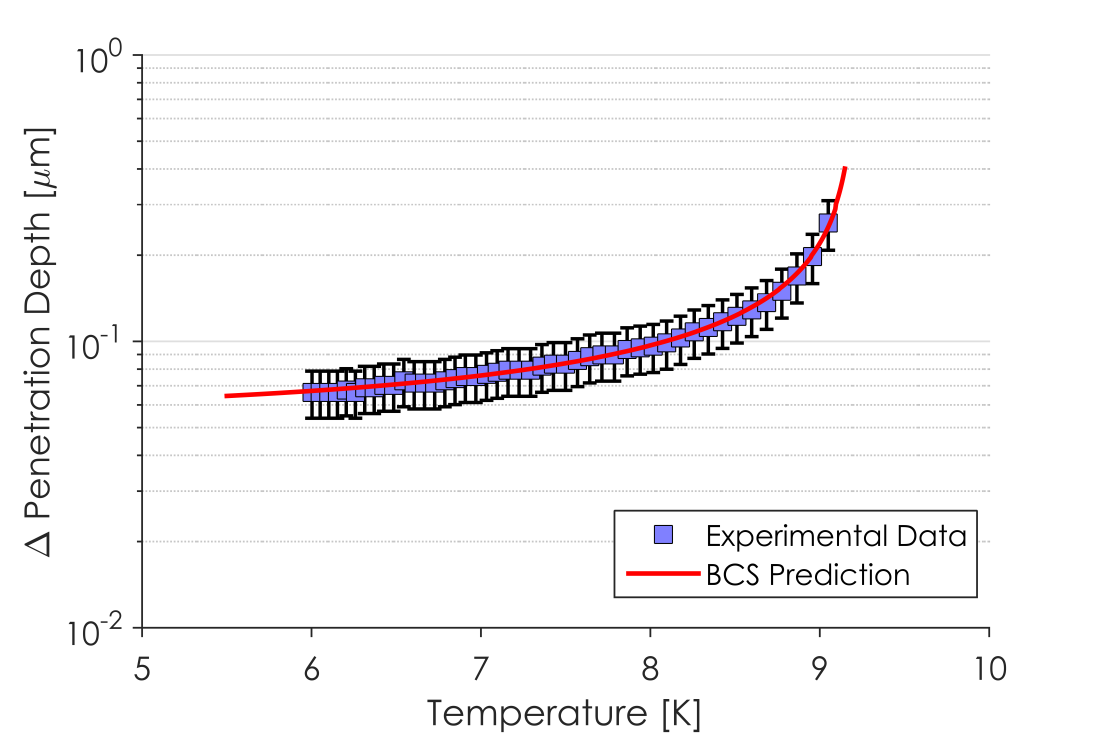 10^0
10^-1
10^-2
Δ Penetration Depth [μm]
5 6 7 8 9 10
Temperature [K]
Experimental Data
BCS Prediction